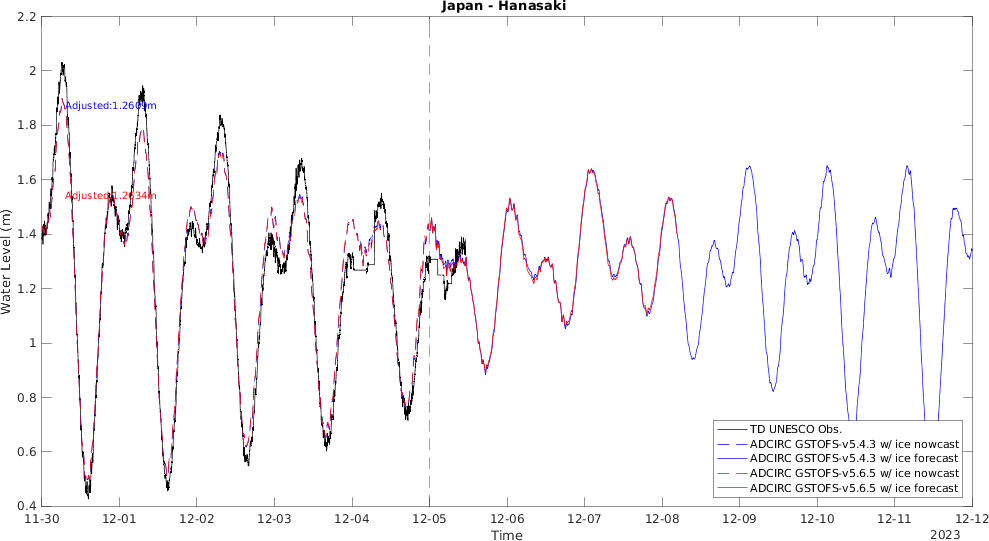 Japan - Hanasaki
2.2
2
1.8
1.6
1.4
1.2
1
0.8
0.6
0.4
Water Level (m)
Adjusted:1.2609m
Adjusted:1.2634m
TD UNESCO Obs.
ADCIRC GSTOFS-v5.4.3 w/ ice nowcast
ADCIRC GSTOFS-v5.4.3 w/ ice forecast
ADCIRC GSTOFS-v5.6.5 w/ ice nowcast
ADCIRC GSTOFS-v5.6.5 w/ ice forecast
11-30 12-01 12-02 12-03 12-04 12-05 12-06 12-07 12-08 12-09 12-10 12-11 12-12
Time
2023